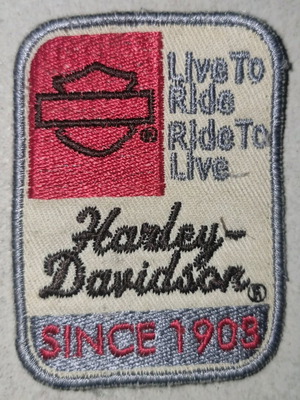 Live To
Ride
Ride To
Live
®
Harley-
Davidson®
SINCE 1903